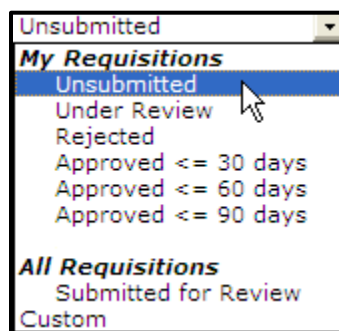 Unsubmitted
My Requisitions
Unsubmitted
Under Review
Rejected
Approved <= 30 days
Approved <= 60 days
Approved <= 90 days
All Requisitions
Submitted for Review
Custom